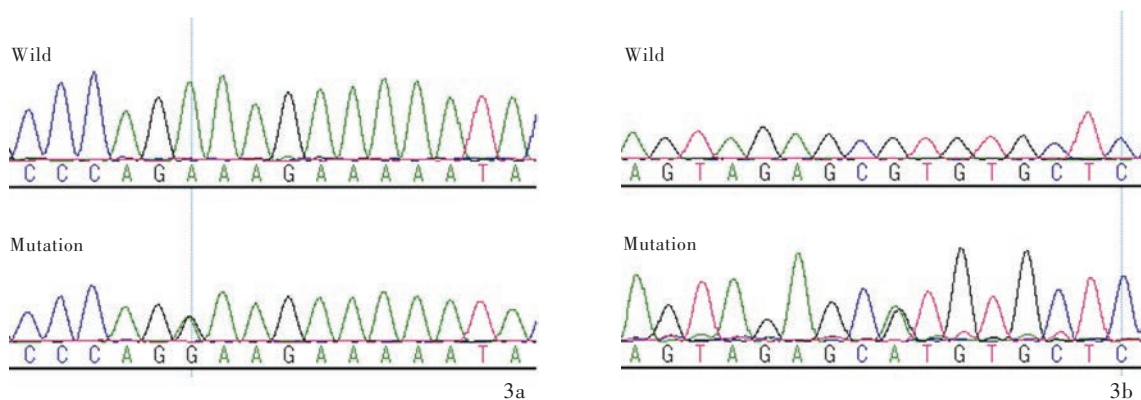 Wild
C C C A G A A A G A A A A A T A
Mutation
C C C A G G A A G A A A A A T A
3a
Wild
A G T A G A G C G T G T G C T C
Mutation
A G T A G A G C A T G T G C T C
3b